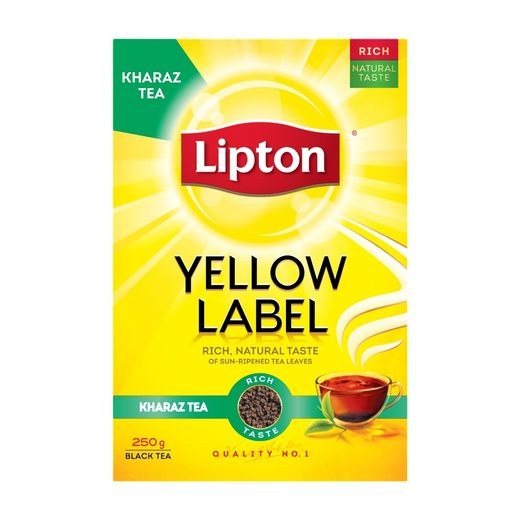 KHARAZ
TEA
RICH
NATURAL
TASTE
®
Lipton
YELLOW
LABEL
RICH, NATURAL TASTE
OF SUN-RIPENED TEA LEAVES
RICH
KHARAZ TEA
TASTE
250g
BLACK TEA
QUALITY NO.1